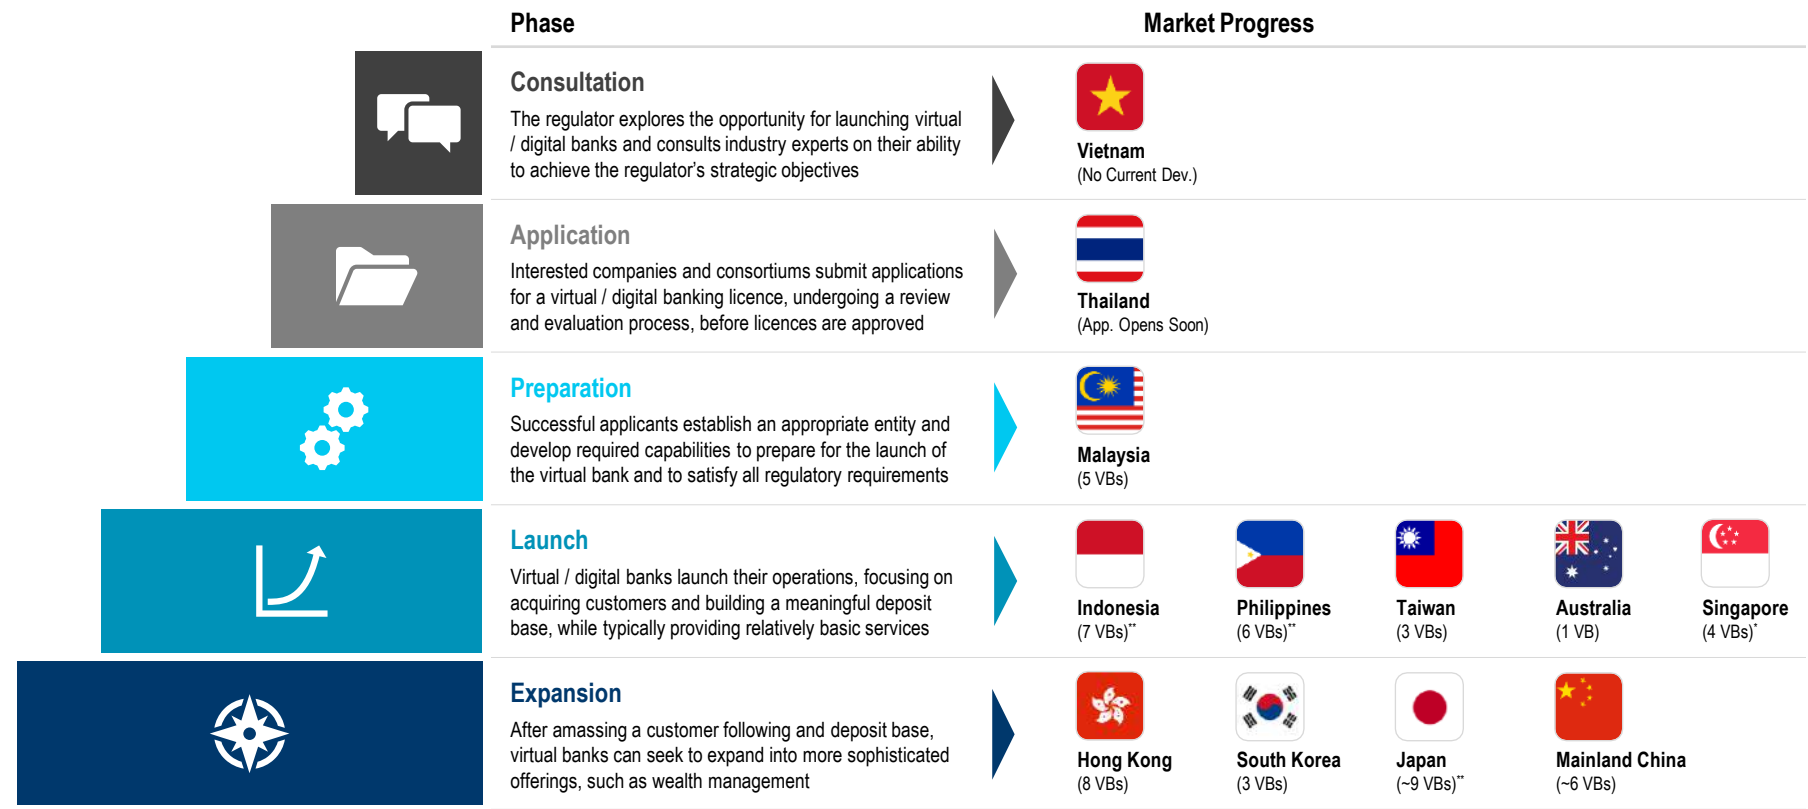 Phase
Market Progress
Consultation
The regulator explores the opportunity for launching virtual
/ digital banks and consults industry experts on their ability
to achieve the regulator's strategic objectives
Vietnam
(No Current Dev.)
Application
Interested companies and consortiums submit applications
for a virtual / digital banking licence, undergoing a review
and evaluation process, before licences are approved
Thailand
(App. Opens Soon)
Preparation
Successful applicants establish an appropriate entity and
develop required capabilities to prepare for the launch of
the virtual bank and to satisfy all regulatory requirements
Malaysia
(5 VBs)
Launch
Virtual / digital banks launch their operations, focusing on
acquiring customers and building a meaningful deposit
base, while typically providing relatively basic services
Indonesia
(7 VBs)**
Philippines
(6 VBs)**
Taiwan
(3 VBs)
Australia
(1 VB)
Singapore
(4 VBs)*
Expansion
After amassing a customer following and deposit base,
virtual banks can seek to expand into more sophisticated
offerings, such as wealth management
Hong Kong
(8 VBs)
South Korea
(3 VBs)
Japan
(~9 VBs)**
Mainland China
(~6 VBs)